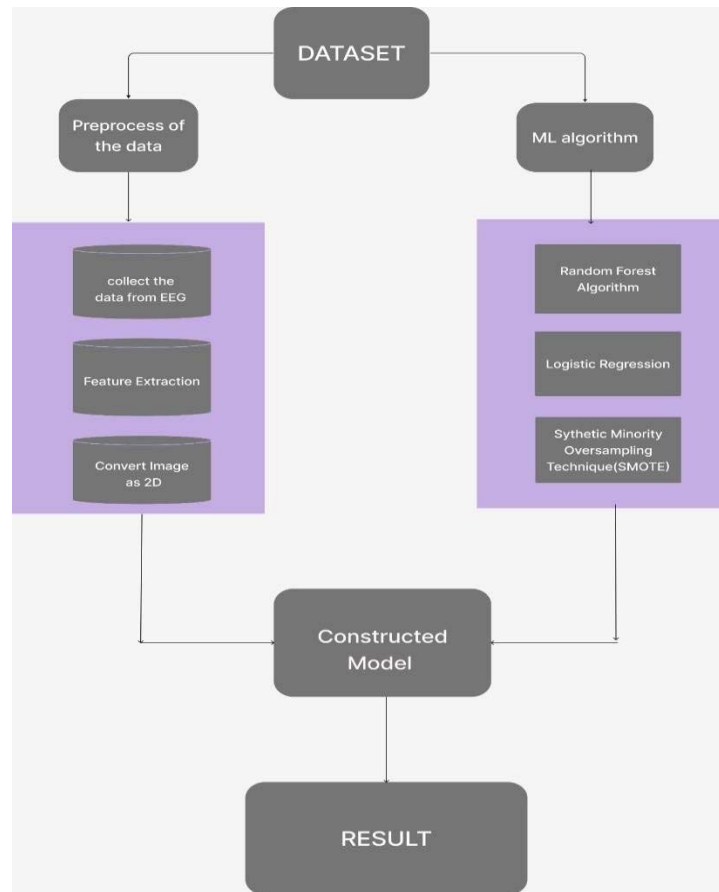 DATASET
Preprocess of
the data
ML algorithm
collect the
data from EEG
Feature Extraction
Convert Image
as 2D
Random Forest
Algorithm
Logistic Regression
Sythetic Minority
Oversampling
Technique(SMOTE)
Constructed
Model
RESULT